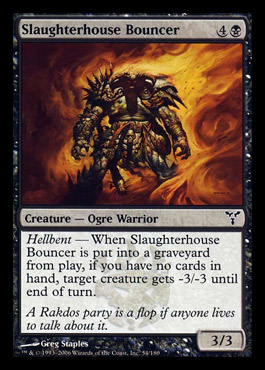 Slaughterhouse Bouncer 4
Creature — Ogre Warrior
Hellbent — When Slaughterhouse
Bouncer is put into a graveyard
from play, if you have no cards in
hand, target creature gets -3/-3 until
end of turn.
A Rakdos party is a flop if anyone lives
to talk about it.
Greg Staples
™ & © 1993–2006 Wizards of the Coast, Inc. 54/180
3/3